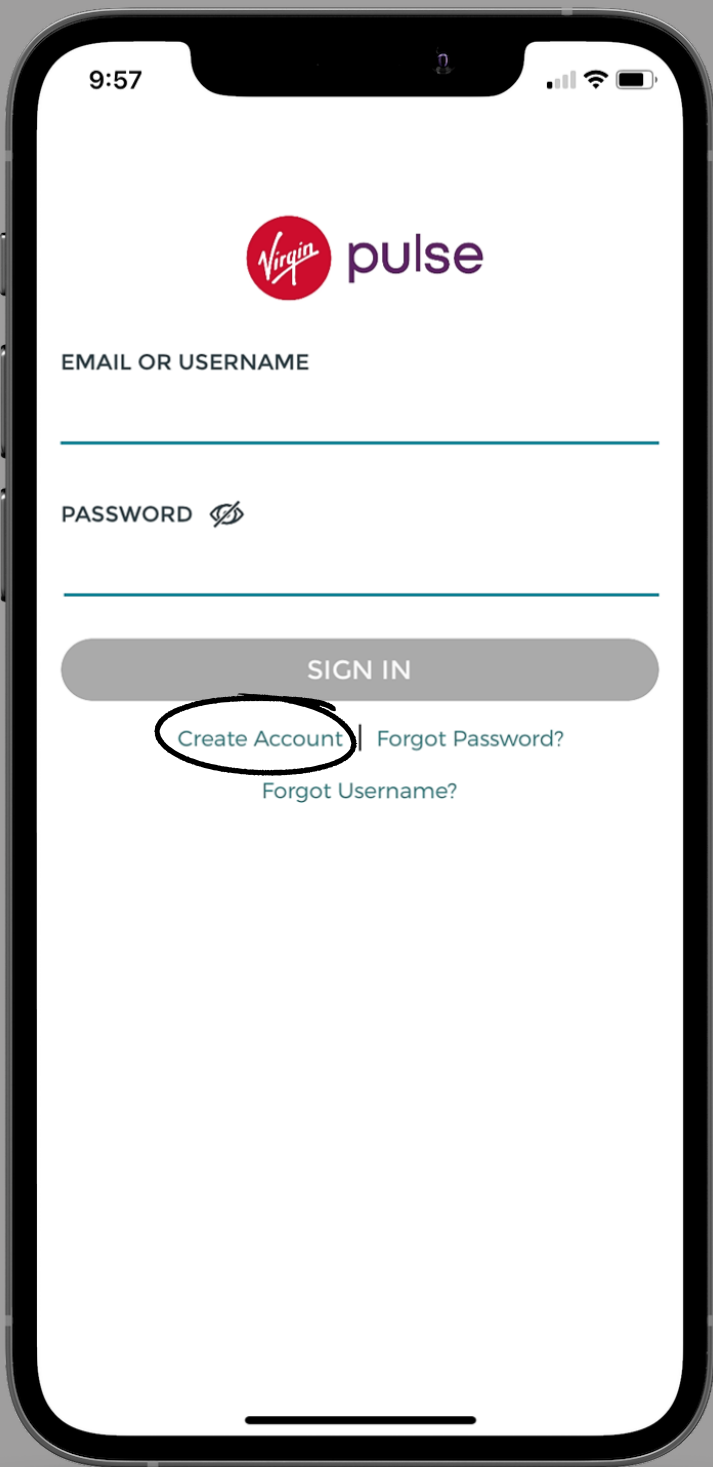 9:57
Virgin pulse
EMAIL OR USERNAME
PASSWORD
SIGN IN
Create Account | Forgot Password?
Forgot Username?